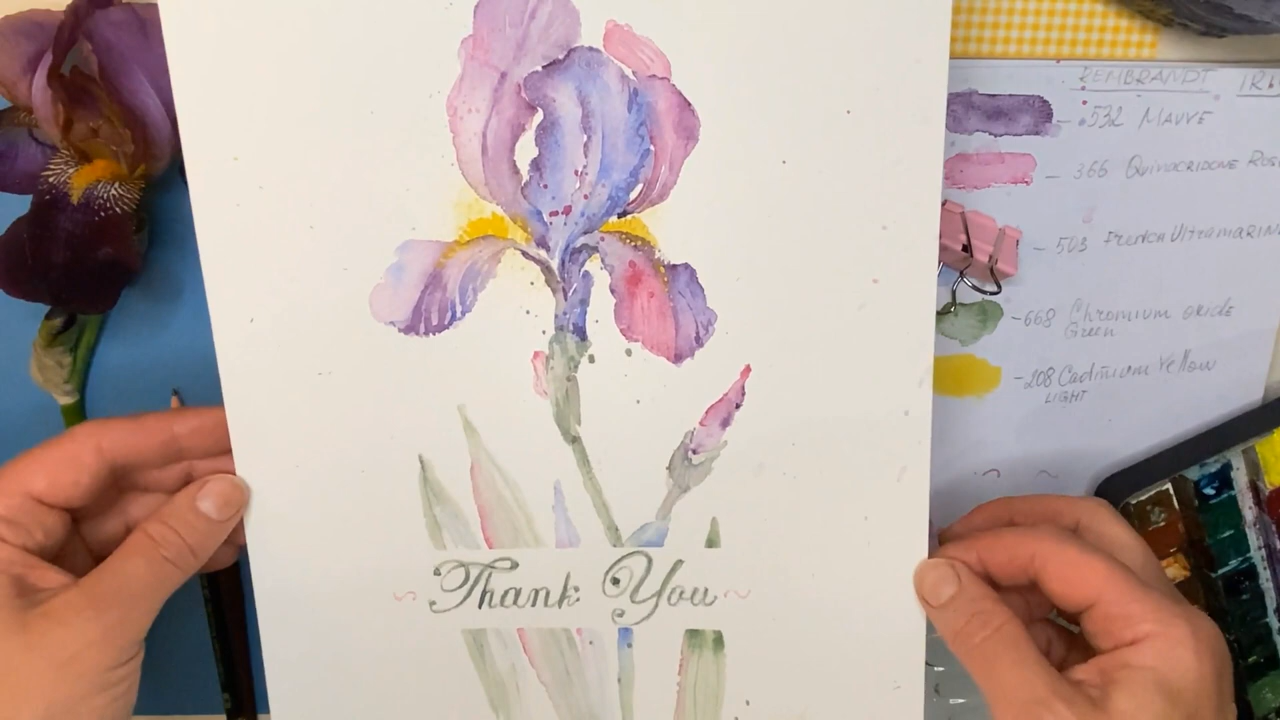 Thank You
REMBRANDT
532 MAUVE
366 Quinacridone Rose
503 French Ultramarine
668 Chromium oxide
Green
208 Cadmium Yellow
LIGHT